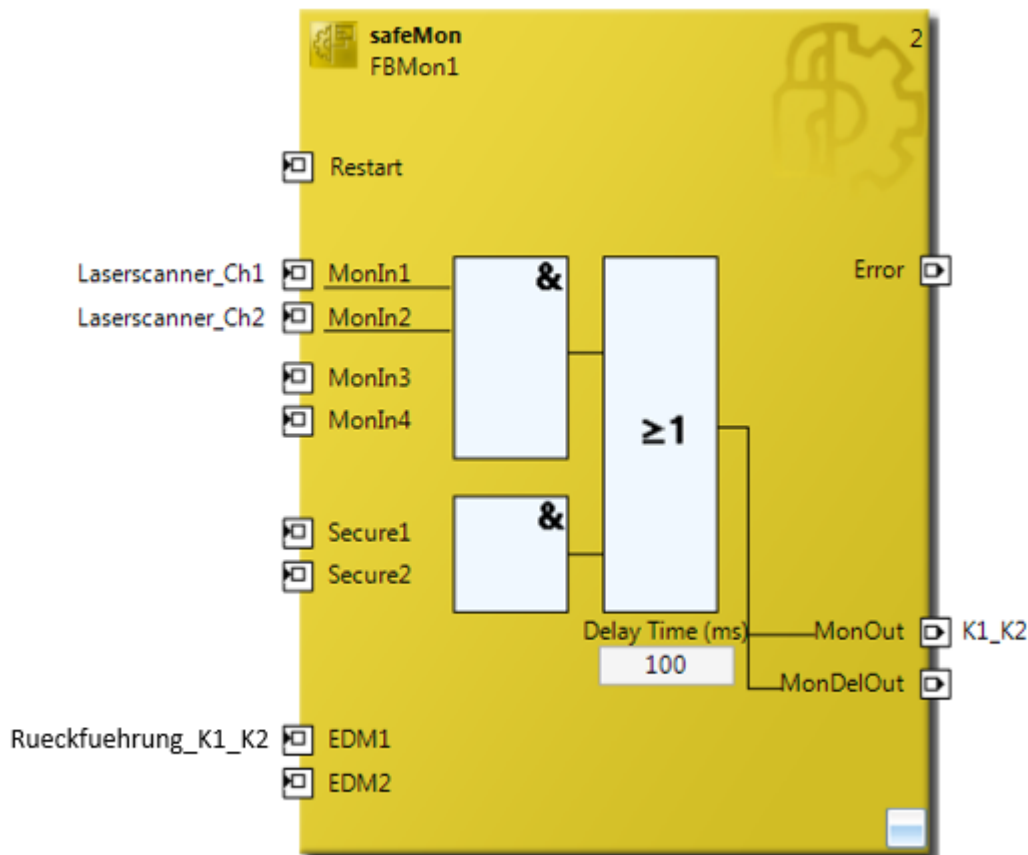 safeMon
2
FBMon1
Restart
Laserscanner_Ch1 MonIn1 & Error
Laserscanner_Ch2 MonIn2
MonIn3
MonIn4
≥1
Secure1 &
Secure2
Delay Time (ms) MonOut K1_K2
100
MonDelOut
Rueckfuehrung_K1_K2 EDM1
EDM2